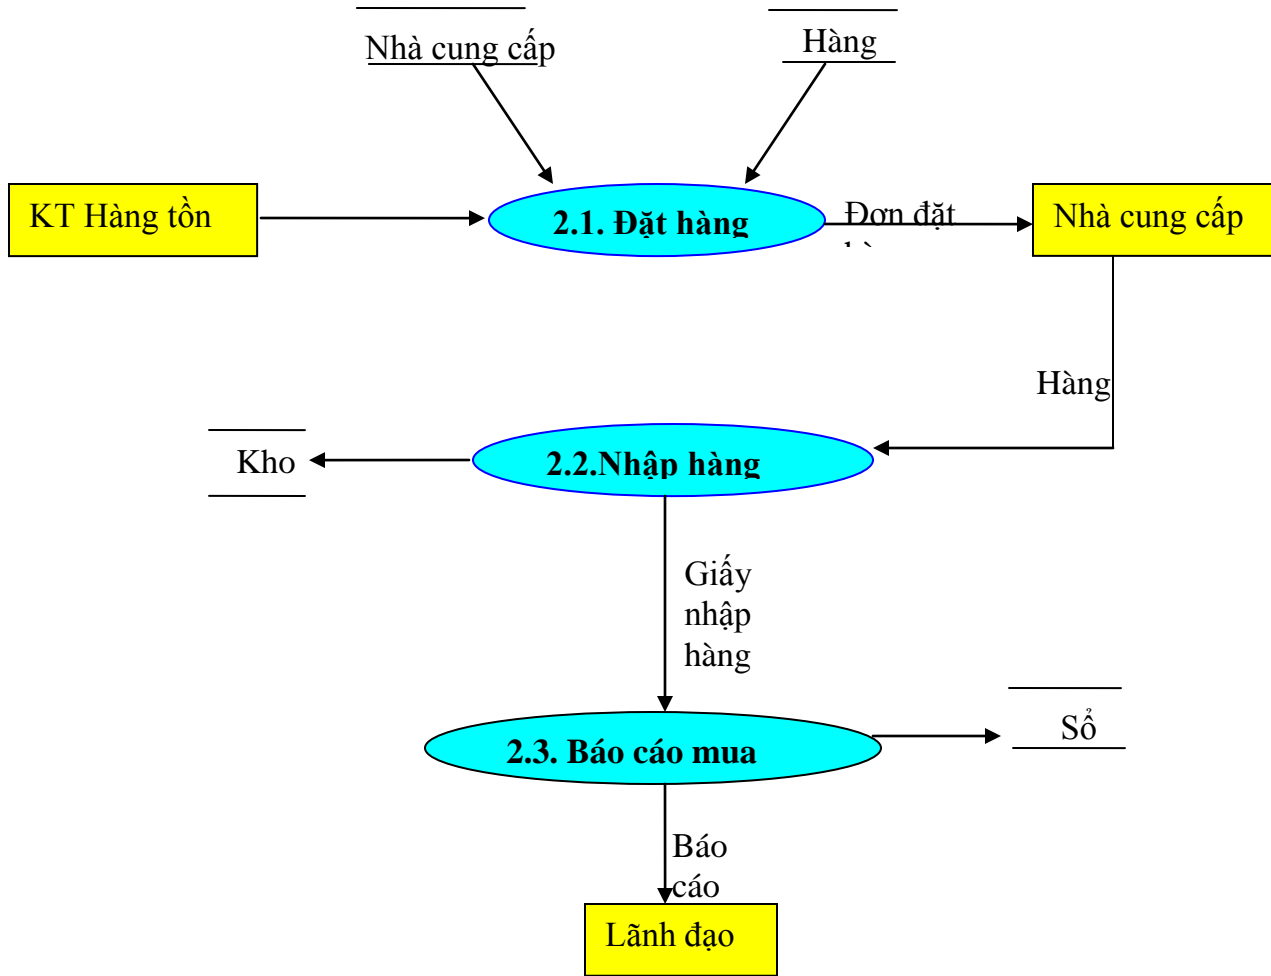 Nhà cung cấp
Hàng
KT Hàng tồn
2.1. Đặt hàng
Đơn đặt
Nhà cung cấp
Hàng
Kho
2.2.Nhập hàng
Giấy
nhập
hàng
2.3. Báo cáo mua
Sổ
Báo
cáo
Lãnh đạo